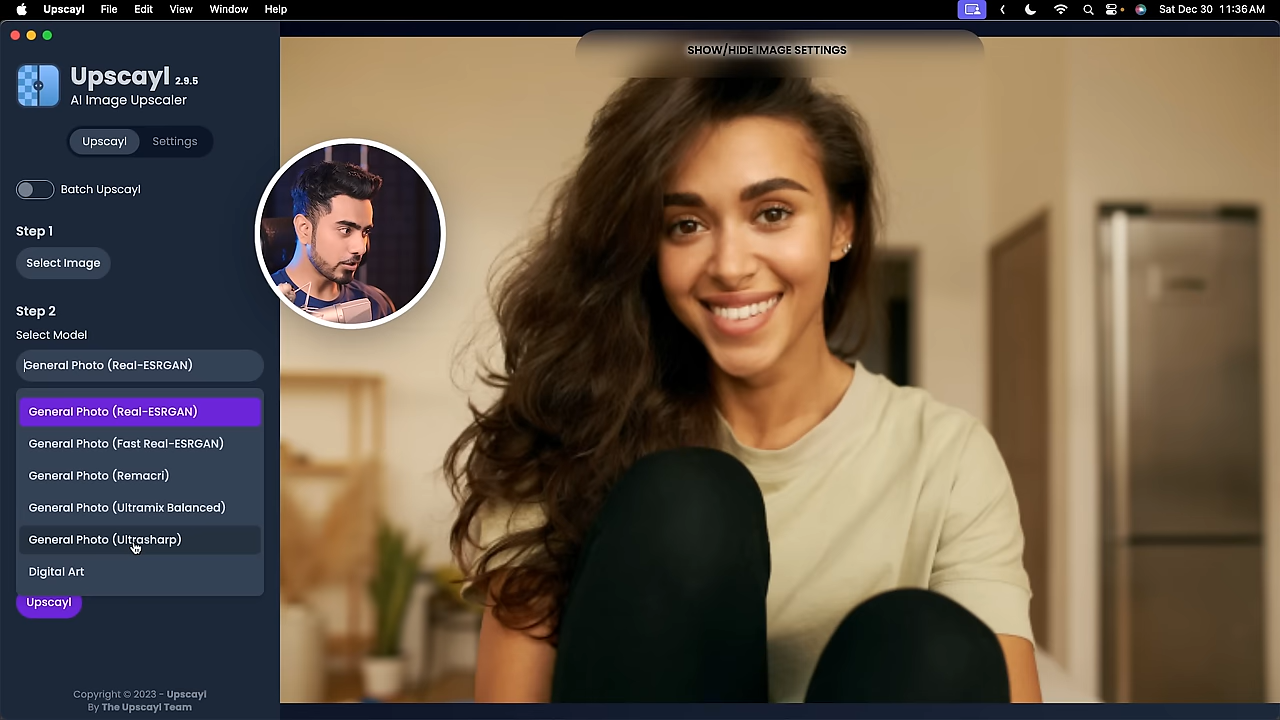 Upscayl File Edit View Window Help Sat Dec 30 11:36 AM
Upscayl 2.9.5
AI Image Upscaler
Upscayl Settings
Batch Upscayl
Step 1
Select Image
Step 2
Select Model
General Photo (Real-ESRGAN)
General Photo (Real-ESRGAN)
General Photo (Fast Real-ESRGAN)
General Photo (Remacri)
General Photo (Ultramix Balanced)
General Photo (Ultrasharp)
Digital Art
Upscayl
Copyright © 2023 - Upscayl
By The Upscayl Team
SHOW/HIDE IMAGE SETTINGS